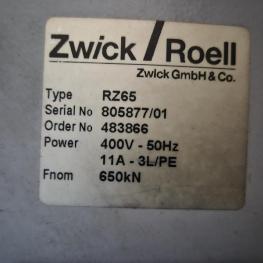 Zwick / Roell
Zwick GmbH & Co.
Type RZ65
Serial No 805877/01
Order No 483866
Power 400V - 50Hz
11A - 3L/PE
Fnom 650kN